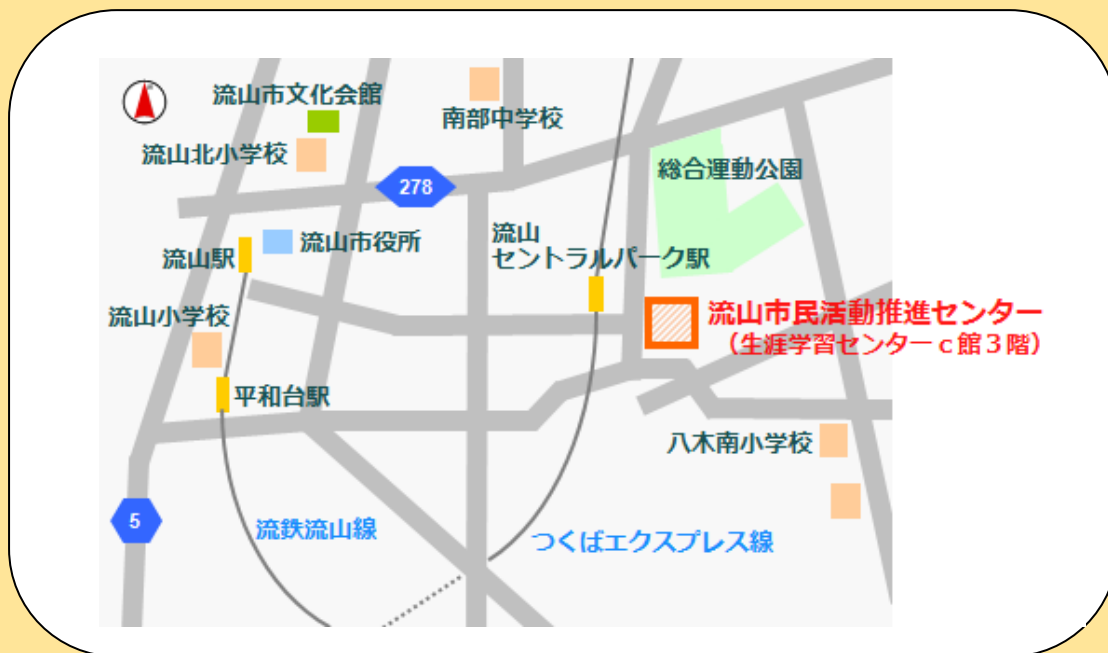 流山市文化会館
南部中学校
流山北小学校
総合運動公園
278
流山市役所
流山
セントラルパーク駅
流山駅
流山市民活動推進センター
（生涯学習センターｃ館３階）
流山小学校
平和台駅
八木南小学校
5
流鉄流山線
つくばエクスプレス線